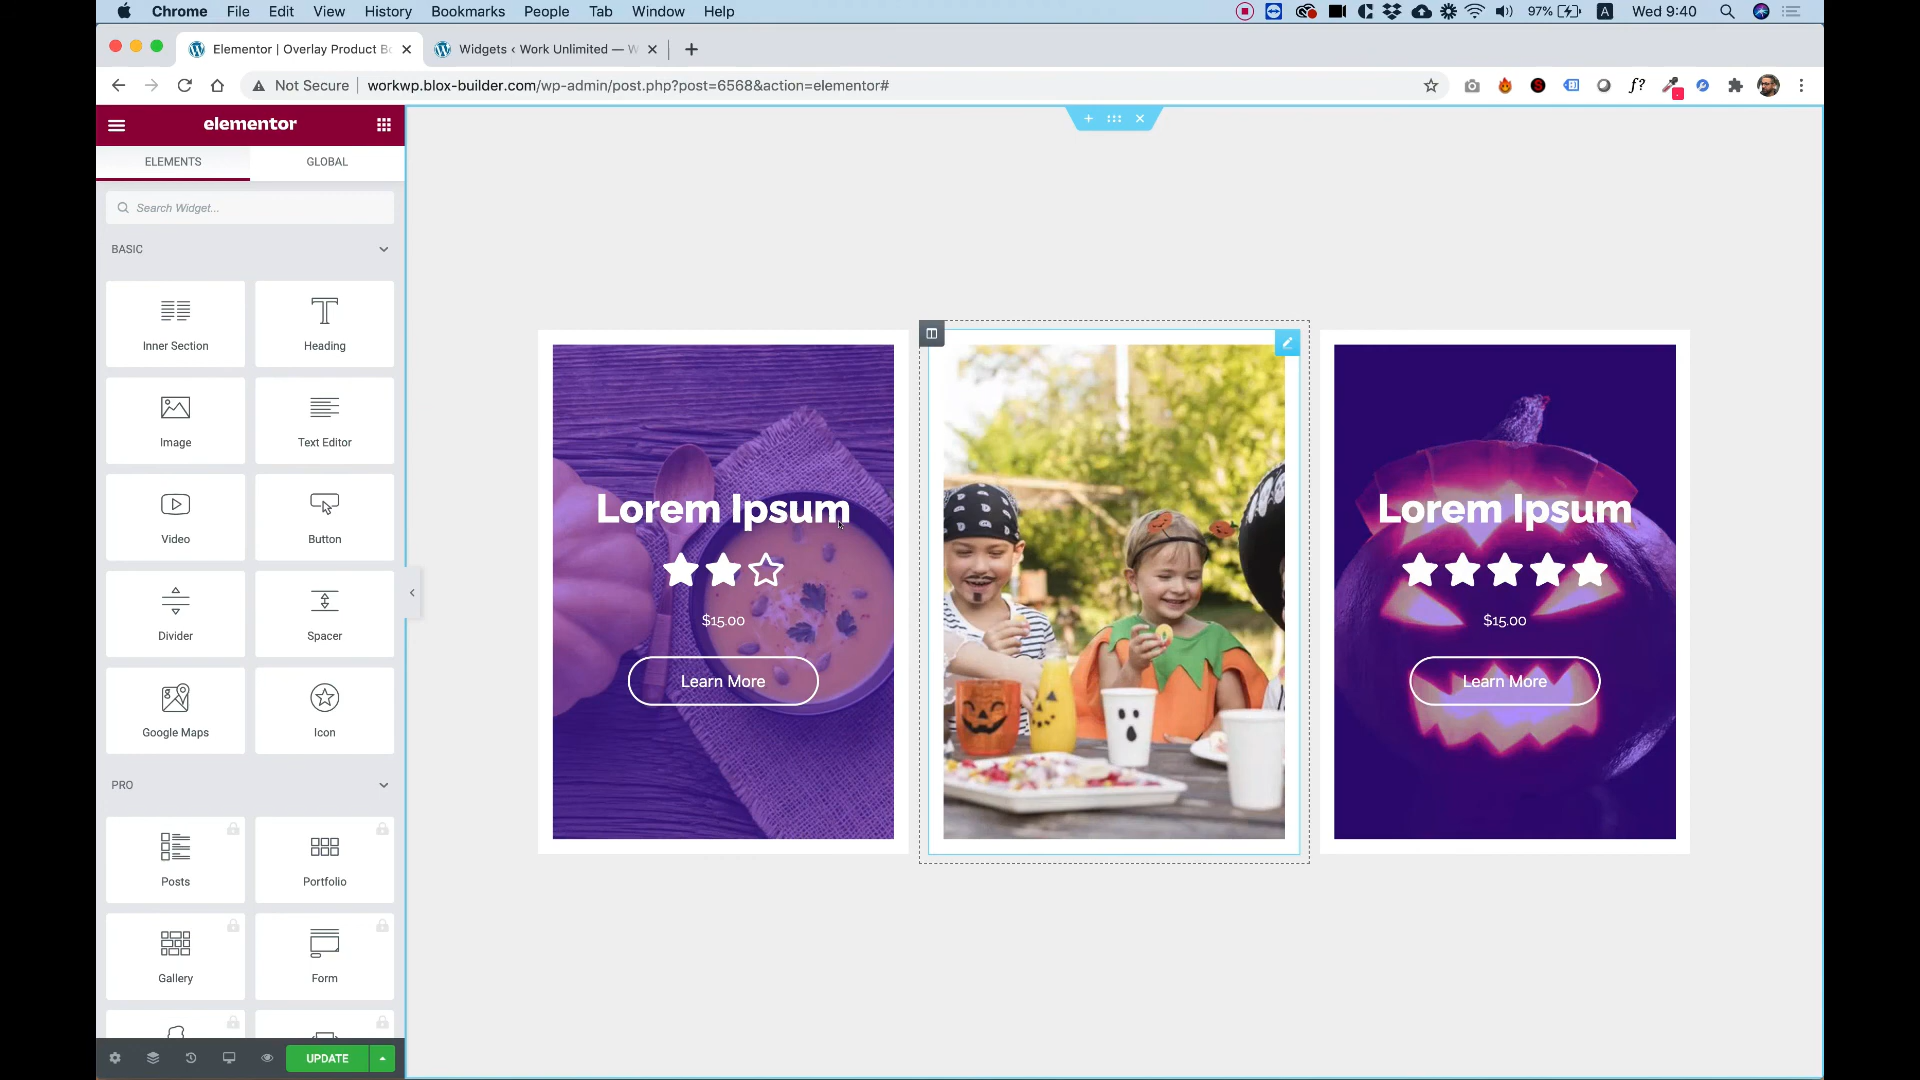 Chrome File Edit View History Bookmarks People Tab Window Help 97% A Wed 9:40
Elementor | Overlay Product Bo Widgets ‹ Work Unlimited — W
Not Secure workwp.blox-builder.com/wp-admin/post.php?post=6568&action=elementor# f?
elementor
ELEMENTS GLOBAL
Search Widget...
BASIC
Inner Section Heading
Image Text Editor
Video Button
Divider Spacer
Google Maps Icon
PRO
Posts Portfolio
Gallery Form
UPDATE
Lorem Ipsum
$15.00
Learn More
Lorem Ipsum
$15.00
Learn More